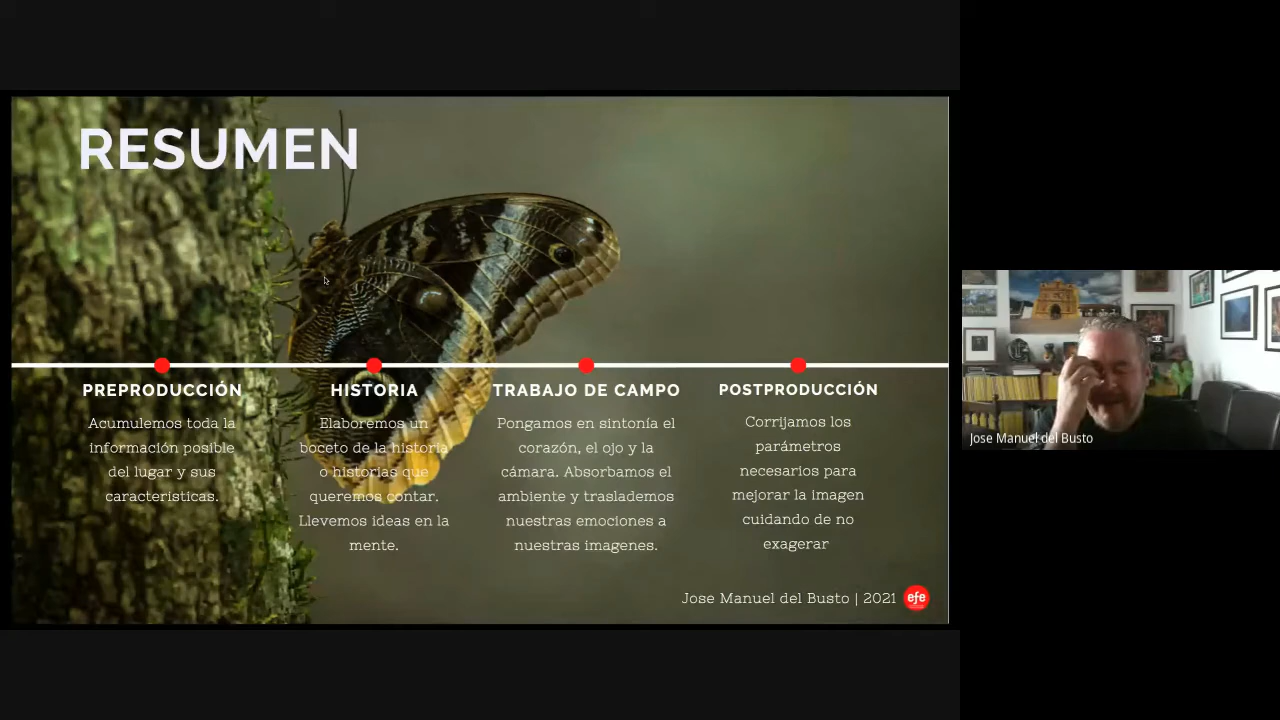 RESUMEN
PREPRODUCCIÓN
Acumulemos toda la
información posible
del lugar y sus
caracteristicas.
HISTORIA
Elaboremos un
boceto de la historia
o historias que
queremos contar.
Llevemos ideas en la
mente.
TRABAJO DE CAMPO
Pongamos en sintonía el
corazón, el ojo y la
cámara. Absorbamos el
ambiente y traslademos
nuestras emociones a
nuestras imagenes.
POSTPRODUCCIÓN
Corrijamos los
parámetros
necesarios para
mejorar la imagen
cuidando de no
exagerar
Jose Manuel del Busto | 2021
efe
Jose Manuel del Busto